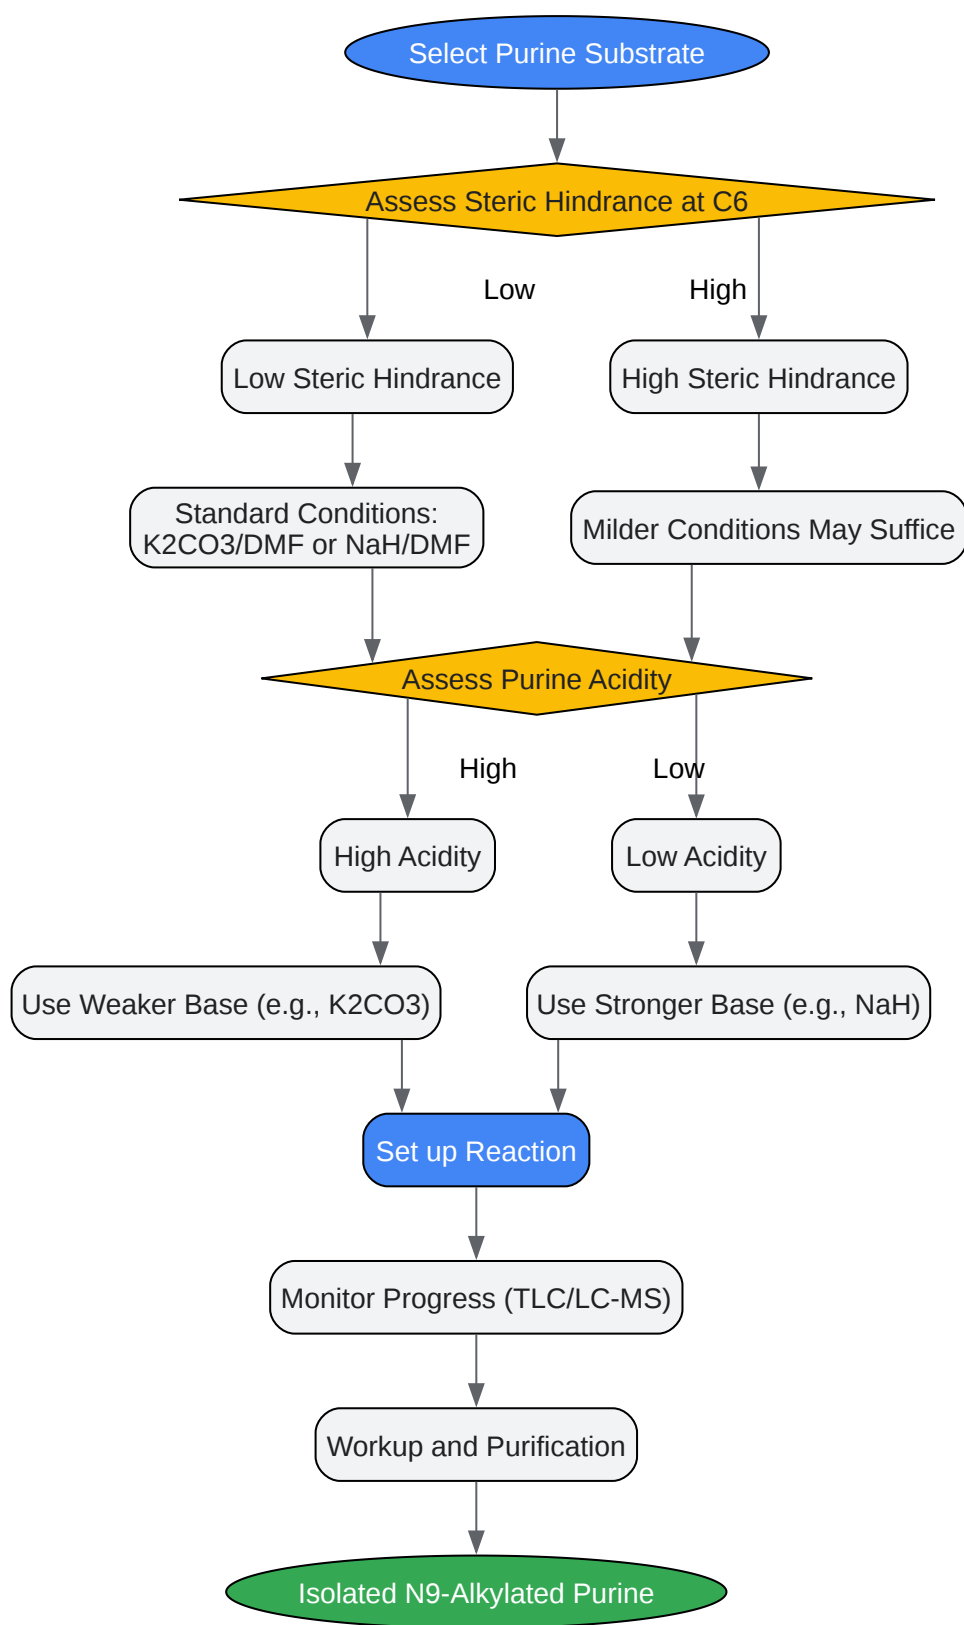 Select Purine Substrate
Assess Steric Hindrance at C6
Low
High
Low Steric Hindrance
High Steric Hindrance
Standard Conditions:
K2CO3/DMF or NaH/DMF
Milder Conditions May Suffice
Assess Purine Acidity
High
Low
High Acidity
Low Acidity
Use Weaker Base (e.g., K2CO3)
Use Stronger Base (e.g., NaH)
Set up Reaction
Monitor Progress (TLC/LC-MS)
Workup and Purification
Isolated N9-Alkylated Purine